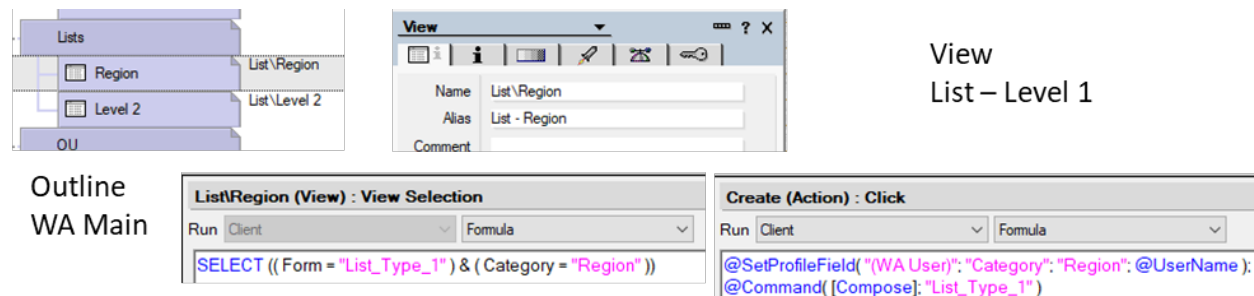 Lists
Region
List\Region
Level 2
List\Level 2
OU
View
? X
i
i
Name List\Region
Alias List - Region
Comment
View
List – Level 1
Outline
WA Main
List\Region (View) : View Selection
Run Client Formula
SELECT (( Form = "List_Type_1" ) & ( Category = "Region" ))
Create (Action) : Click
Run Client Formula
@SetProfileField( "(WA User)"; "Category"; "Region"; @UserName );
@Command( [Compose]; "List_Type_1" )